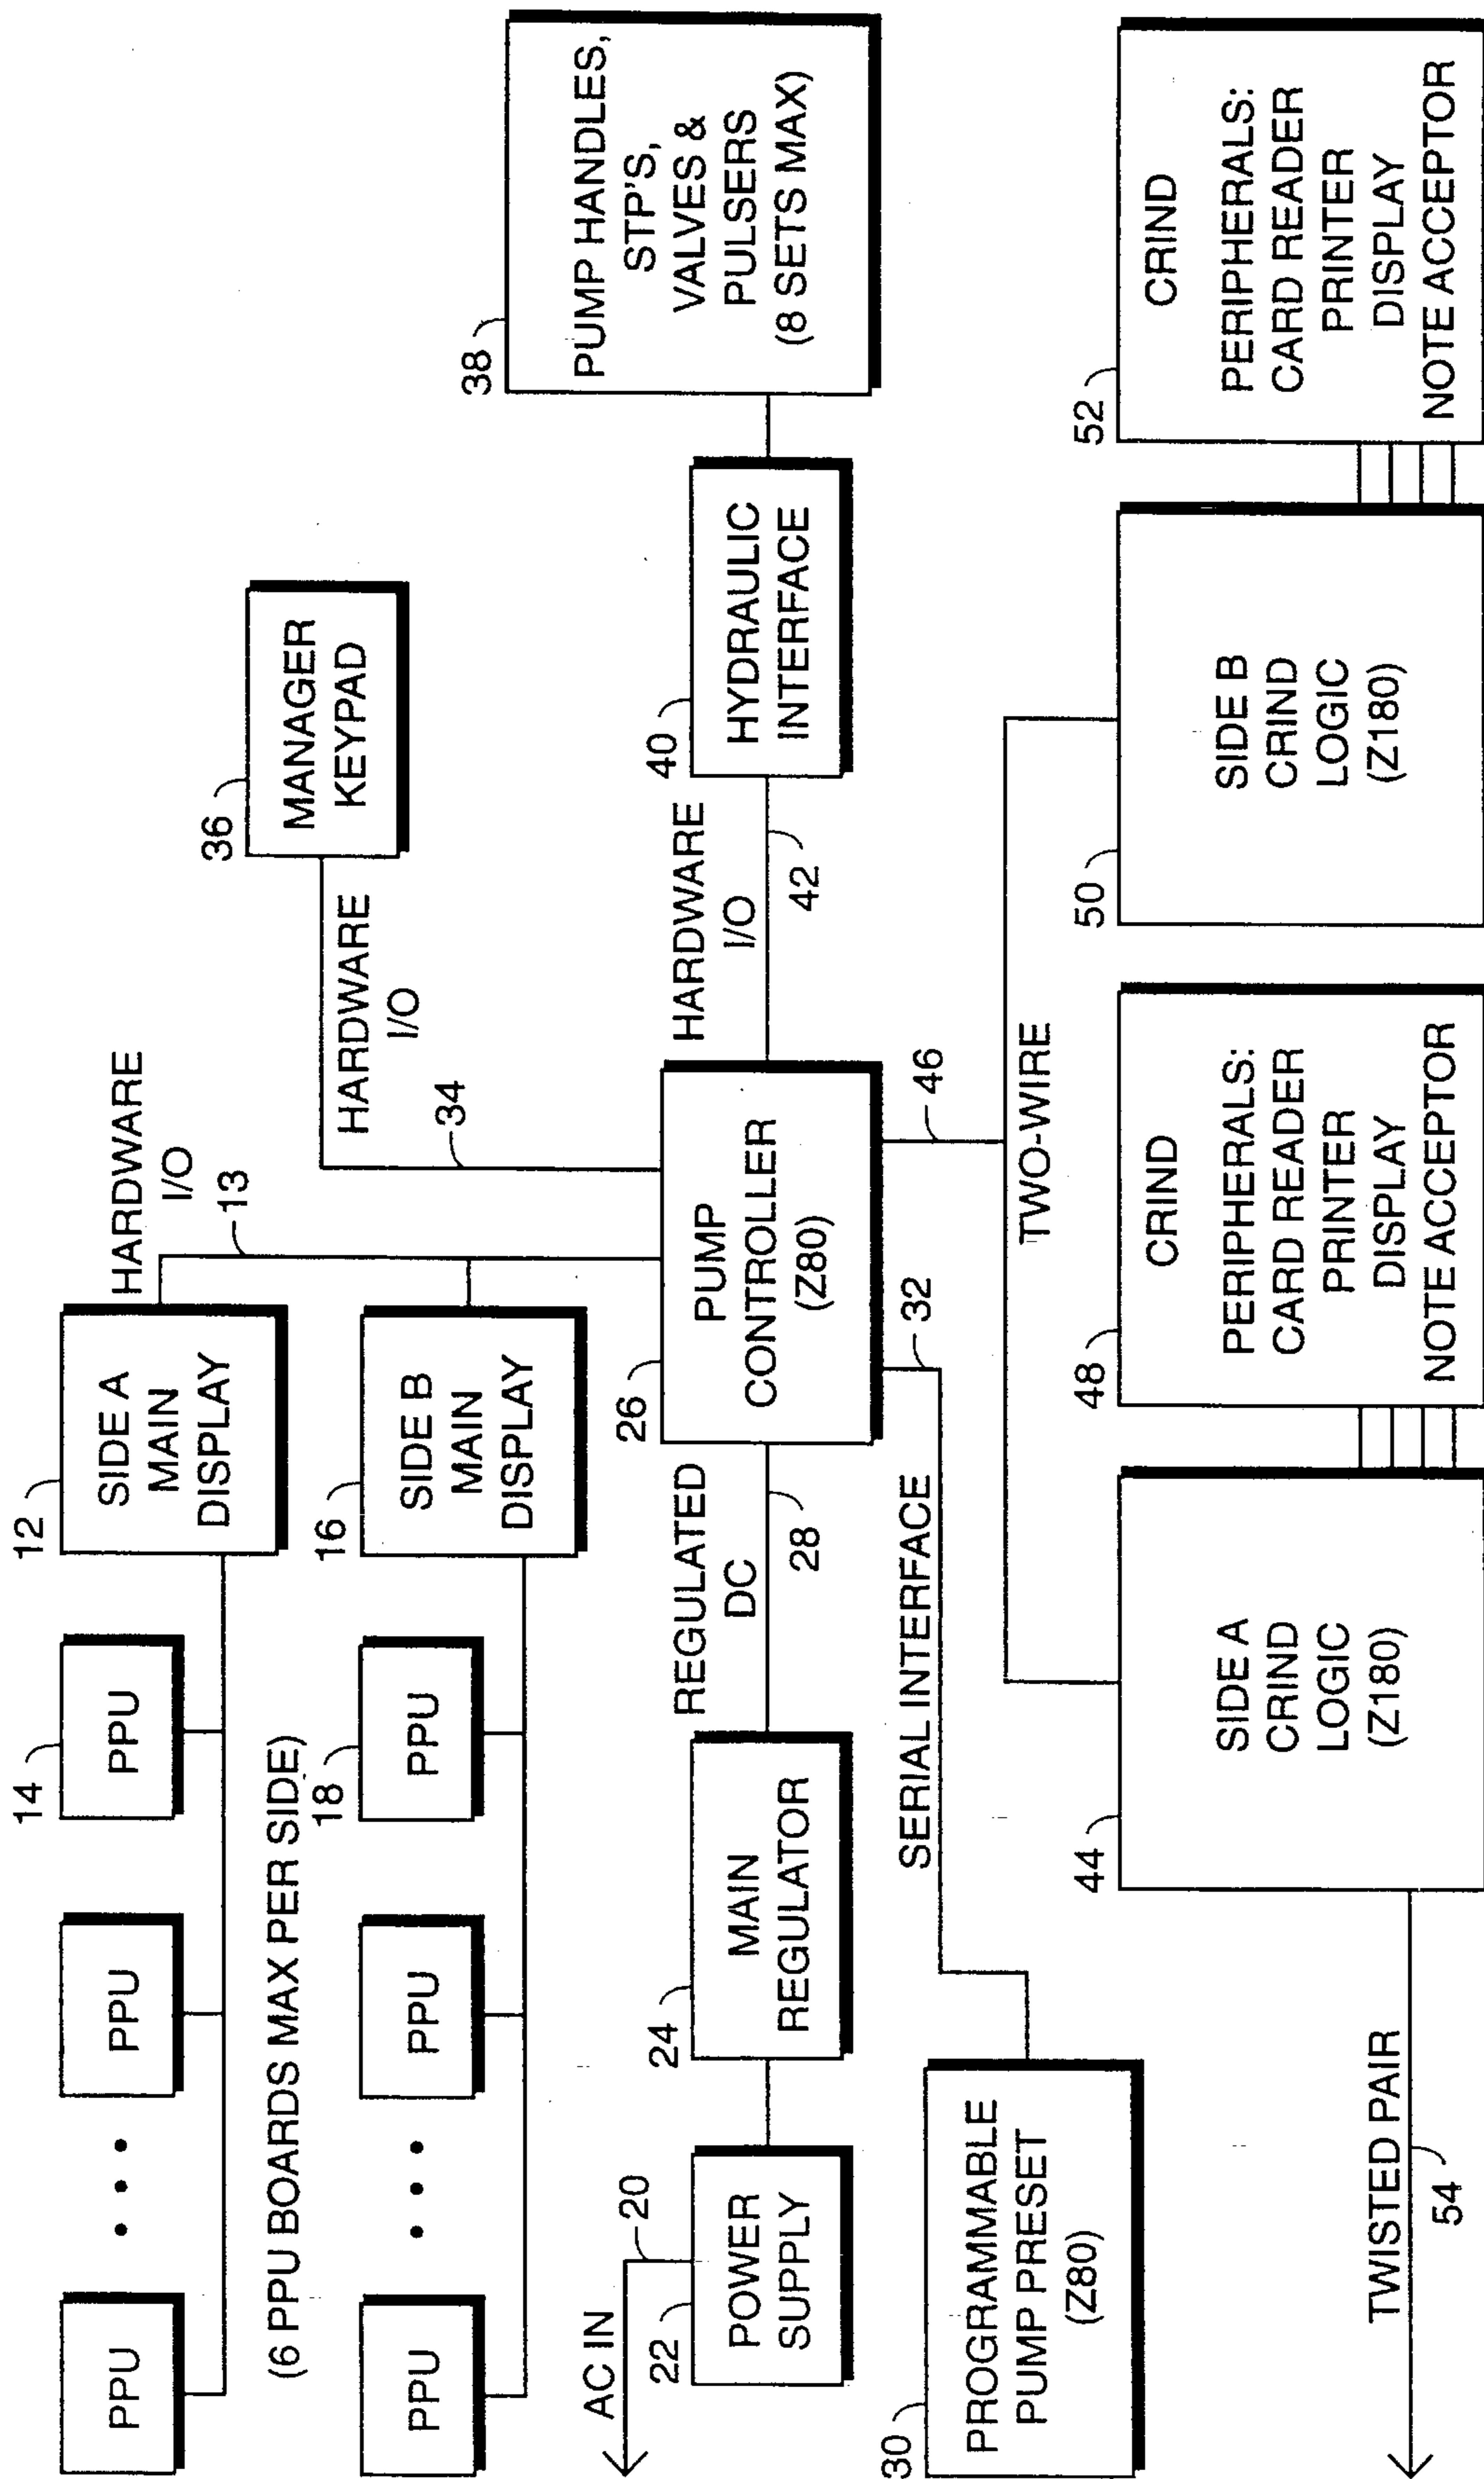 12
SIDE A
MAIN
DISPLAY
HARDWARE
I/O
13
14
PPU
PPU
PPU
(6 PPU BOARDS MAX PER SIDE)
16
SIDE B
MAIN
DISPLAY
18
PPU
PPU
PPU
36
MANAGER
KEYPAD
HARDWARE
I/O
34
38
PUMP HANDLES,
STP'S,
VALVES &
PULSERS
(8 SETS MAX)
AC IN
20
22
POWER
SUPPLY
24
MAIN
REGULATOR
REGULATED
DC
28
26
PUMP
CONTROLLER
(Z80)
HARDWARE
I/O
42
40
HYDRAULIC
INTERFACE
30
PROGRAMMABLE
PUMP PRESET
(Z80)
SERIAL INTERFACE
32
46
TWO-WIRE
TWISTED PAIR
54
44
SIDE A
CRIND
LOGIC
(Z180)
48
CRIND
PERIPHERALS:
CARD READER
PRINTER
DISPLAY
NOTE ACCEPTOR
50
SIDE B
CRIND
LOGIC
(Z180)
52
CRIND
PERIPHERALS:
CARD READER
PRINTER
DISPLAY
NOTE ACCEPTOR